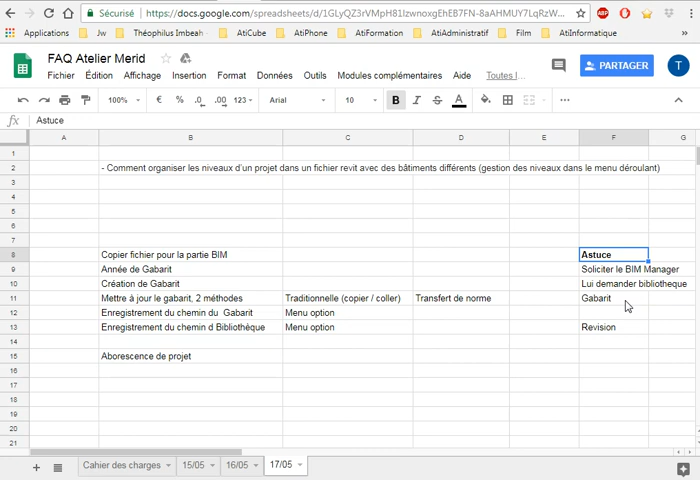 Sécurisé https://docs.google.com/spreadsheets/d/1GLyQZ3rVMpH81IzwnoxgEhEB7FN-8aAHMUY7LqRzW...
Applications Jw Théophilus Imbeah AtiCube AtiPhone AtiFormation AtiAdministratif Film AtiInformatique
FAQ Atelier Merid
Fichier Édition Affichage Insertion Format Données Outils Modules complémentaires Aide Toutes l...
PARTAGER
T
100% € % .0 .00 123 Arial 10 B I S A
fx Astuce
A B C D E F G
1
2 - Comment organiser les niveaux d'un projet dans un fichier revit avec des bâtiments différents (gestion des niveaux dans le menu déroulant)
3
4
5
6
7
8 Copier fichier pour la partie BIM Astuce
9 Année de Gabarit Soliciter le BIM Manager
10 Création de Gabarit Lui demander bibliotheque
11 Mettre à jour le gabarit, 2 méthodes Traditionnelle (copier / coller) Transfert de norme Gabarit
12 Enregistrement du chemin du Gabarit Menu option
13 Enregistrement du chemin d Bibliothèque Menu option Revision
14
15 Aborescence de projet
16
17
18
19
20
21
Cahier des charges 15/05 16/05 17/05